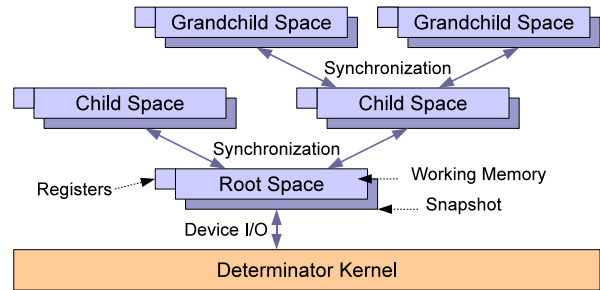 Grandchild Space
Grandchild Space
Synchronization
Child Space
Child Space
Synchronization
Registers
Root Space
Working Memory
Snapshot
Device I/O
Determinator Kernel